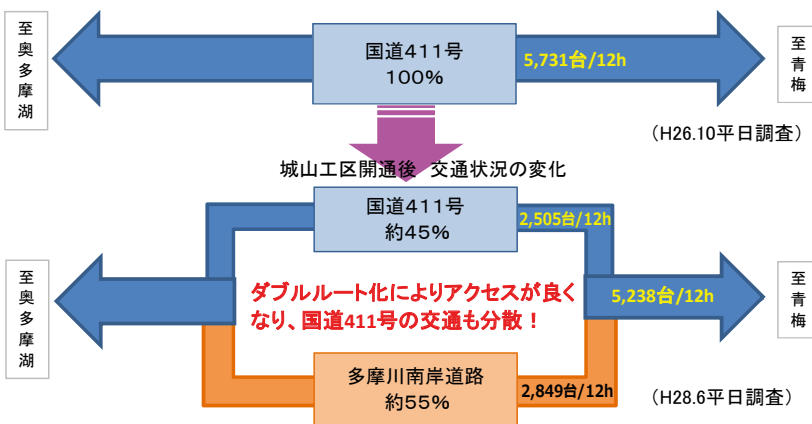 至奥多摩湖
国道411号
100%
5,731台/12h
至青梅
（H26.10平日調査）
城山工区開通後 交通状況の変化
国道411号
約45%
2,505台/12h
至奥多摩湖
ダブルルート化によりアクセスが良く
なり、国道411号の交通も分散！
5,238台/12h
至青梅
多摩川南岸道路
約55%
2,849台/12h
（H28.6平日調査）